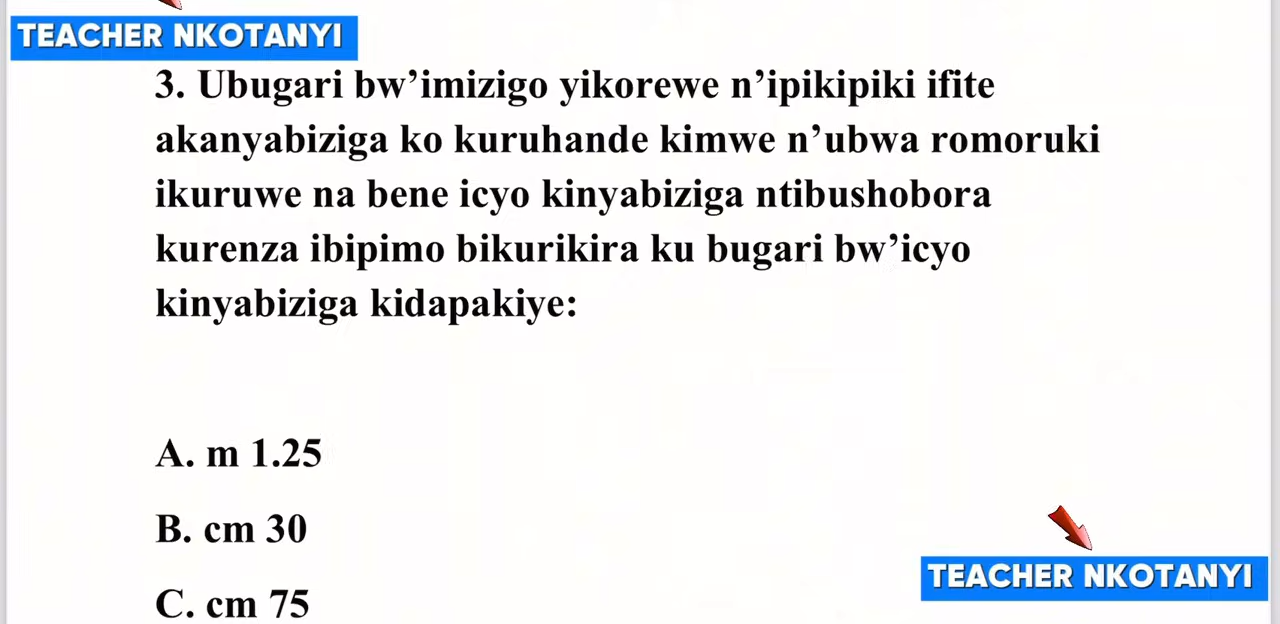 TEACHER NKOTANYI
3. Ubugari bw’imizigo yikorewe n’ipikipiki ifite
akanyabiziga ko kuruhande kimwe n’ubwa romoruki
ikuruwe na bene icyo kinyabiziga ntibushobora
kurenza ibipimo bikurikira ku bugari bw’icyo
kinyabiziga kidapakiye:
A. m 1.25
B. cm 30
C. cm 75
TEACHER NKOTANYI